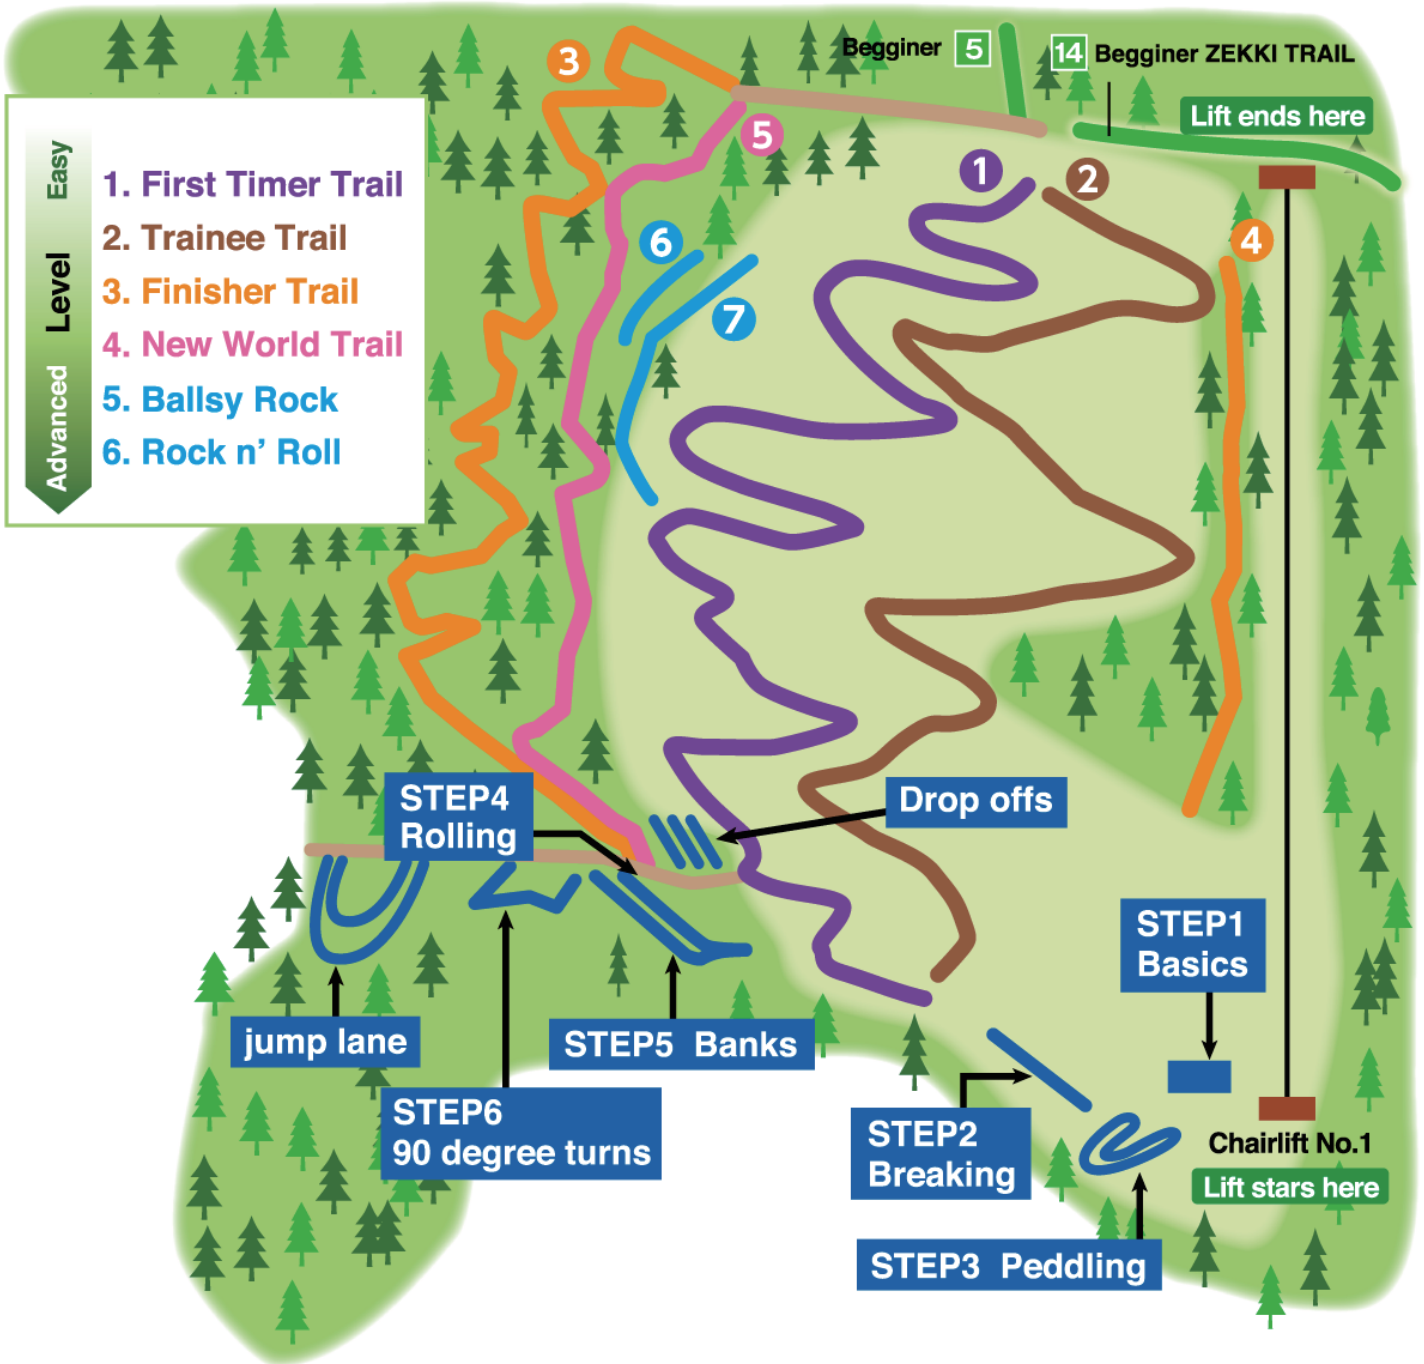 3
Begginer 5
14 Begginer ZEKKI TRAIL
Lift ends here
5
1
2
4
6
7
Easy
Level
Advanced
1. First Timer Trail
2. Trainee Trail
3. Finisher Trail
4. New World Trail
5. Ballsy Rock
6. Rock n’ Roll
STEP4
Rolling
Drop offs
STEP1
Basics
jump lane
STEP5 Banks
STEP6
90 degree turns
STEP2
Breaking
Chairlift No.1
Lift stars here
STEP3 Peddling